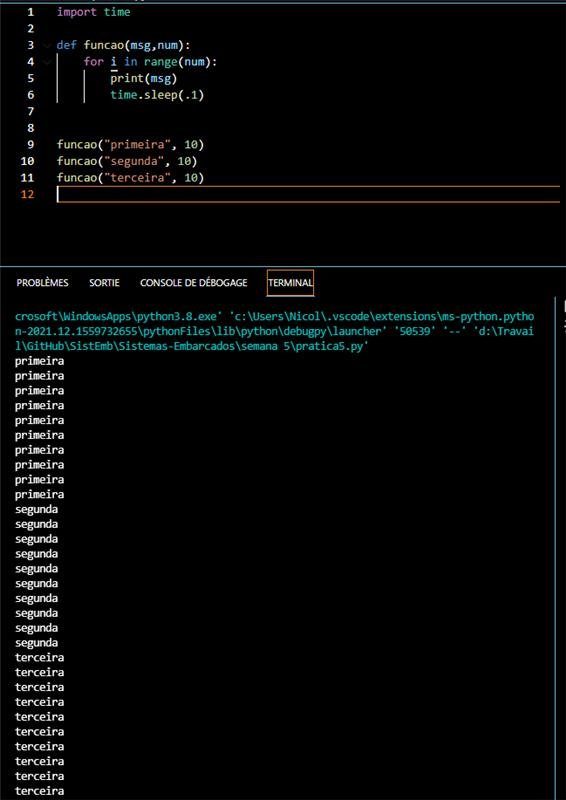 1 import time
2
3 def funcao(msg,num):
4     for i in range(num):
5         print(msg)
6         time.sleep(.1)
7
8
9 funcao("primeira", 10)
10 funcao("segunda", 10)
11 funcao("terceira", 10)
12
PROBLÈMES SORTIE CONSOLE DE DÉBOGAGE TERMINAL
crosoft\WindowsApps\python3.8.exe' 'c:\Users\Nicol\.vscode\extensions\ms-python.pytho
n-2021.12.1559732655\pythonFiles\lib\python\debugpy\launcher' '50539' '--' 'd:\Travai
l\GitHub\SistEmb\Sistemas-Embarcados\semana 5\pratica5.py'
primeira
primeira
primeira
primeira
primeira
primeira
primeira
primeira
primeira
primeira
segunda
segunda
segunda
segunda
segunda
segunda
segunda
segunda
segunda
segunda
terceira
terceira
terceira
terceira
terceira
terceira
terceira
terceira
terceira
terceira